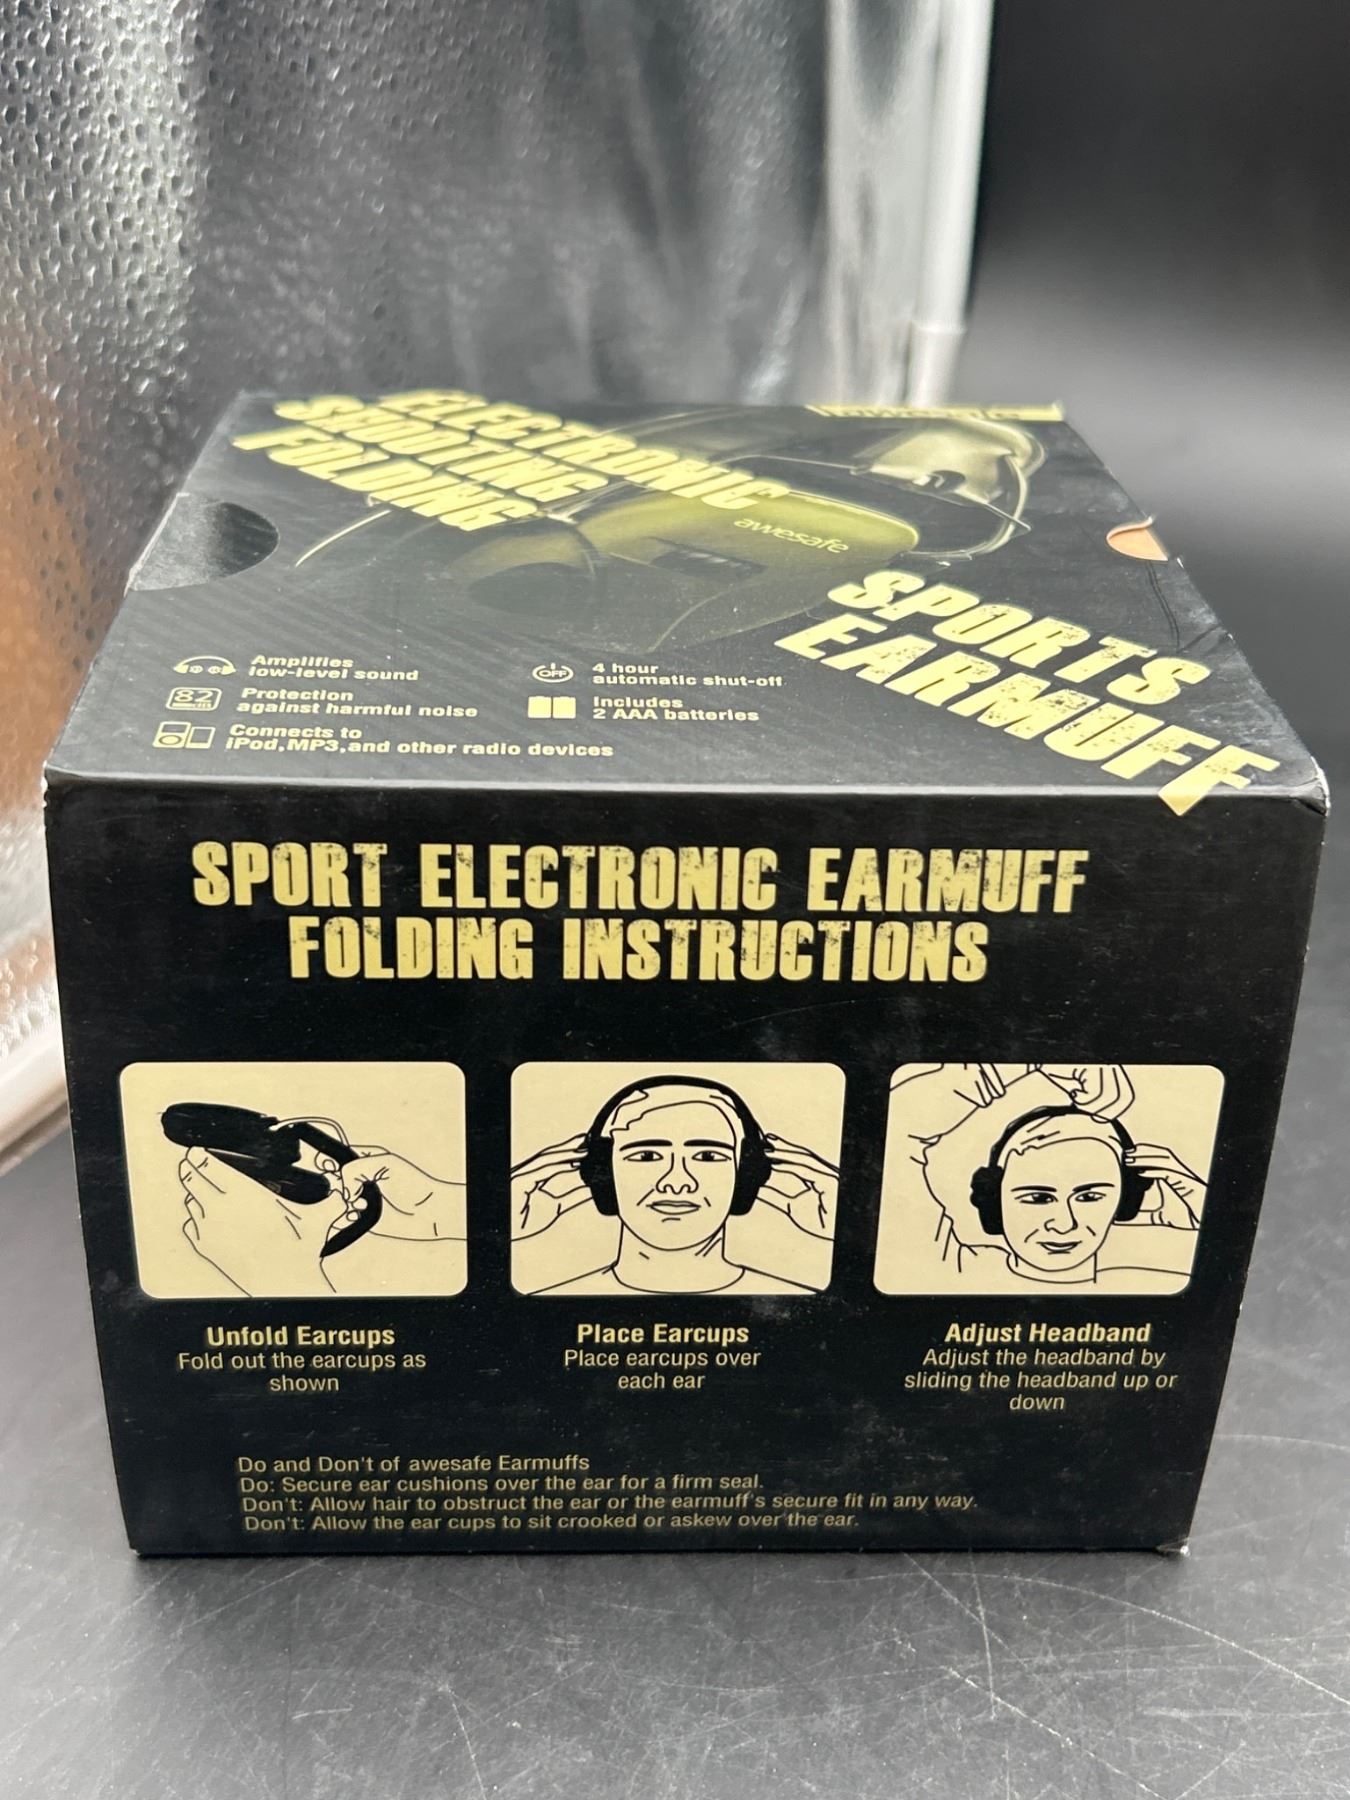 ELECTRONIC
SHOOTING
FOLDING
awesafe
SPORTS
EARMUFF
Amplifies
low-level sound
82
Protection
against harmful noise
Connects to
iPod,MP3,and other radio devices
OFF
4 hour
automatic shut-off
Includes
2 AAA batteries
SPORT ELECTRONIC EARMUFF
FOLDING INSTRUCTIONS
Unfold Earcups
Fold out the earcups as
shown
Place Earcups
Place earcups over
each ear
Adjust Headband
Adjust the headband by
sliding the headband up or
down
Do and Don't of awesafe Earmuffs
Do: Secure ear cushions over the ear for a firm seal.
Don't: Allow hair to obstruct the ear or the earmuff's secure fit in any way.
Don't: Allow the ear cups to sit crooked or askew over the ear.